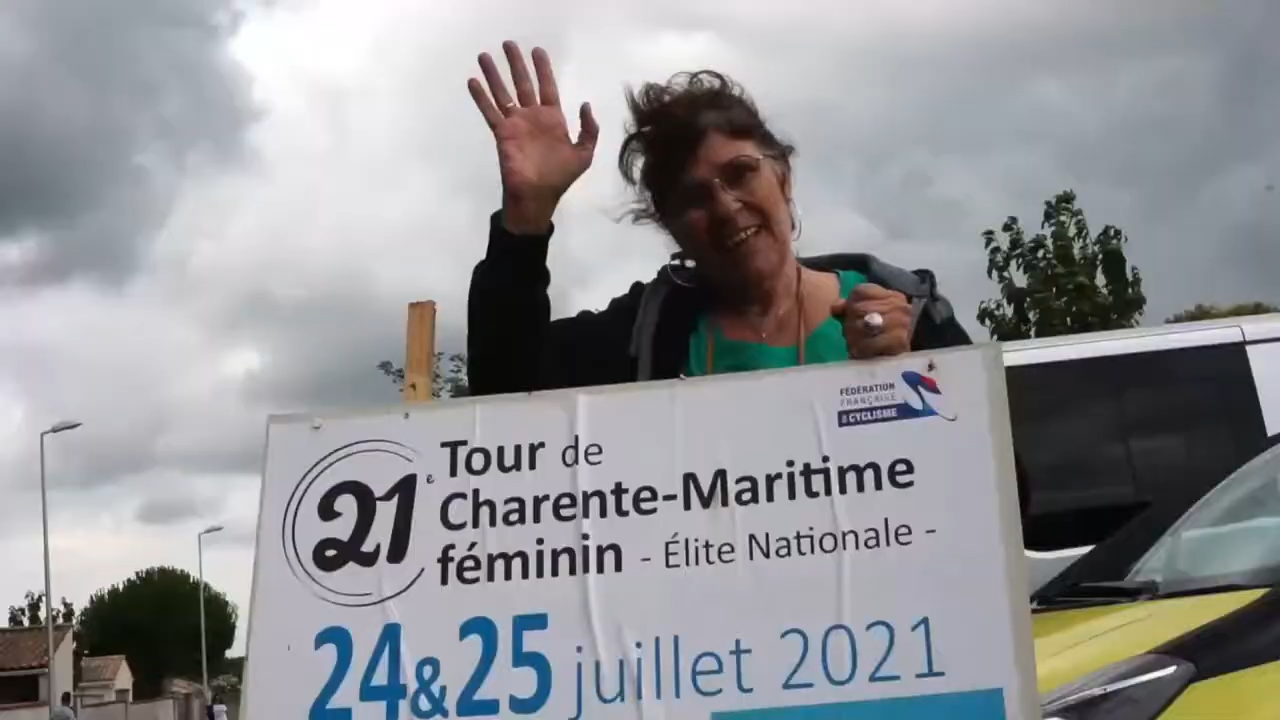 FÉDÉRATION
FRANÇAISE
DE CYCLISME
21e
Tour de
Charente-Maritime
féminin - Élite Nationale -
24&25 juillet 2021